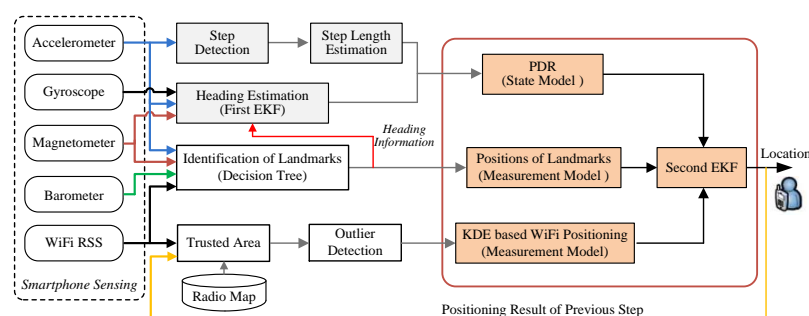 Accelerometer
Gyroscope
Magnetometer
Barometer
WiFi RSS
Smartphone Sensing
Step
Detection
Step Length
Estimation
Heading Estimation
(First EKF)
Heading
Information
Identification of Landmarks
(Decision Tree)
Trusted Area
Radio Map
Outlier
Detection
PDR
(State Model )
Positions of Landmarks
(Measurement Model )
KDE based WiFi Positioning
(Measurement Model)
Second EKF
Location
Positioning Result of Previous Step